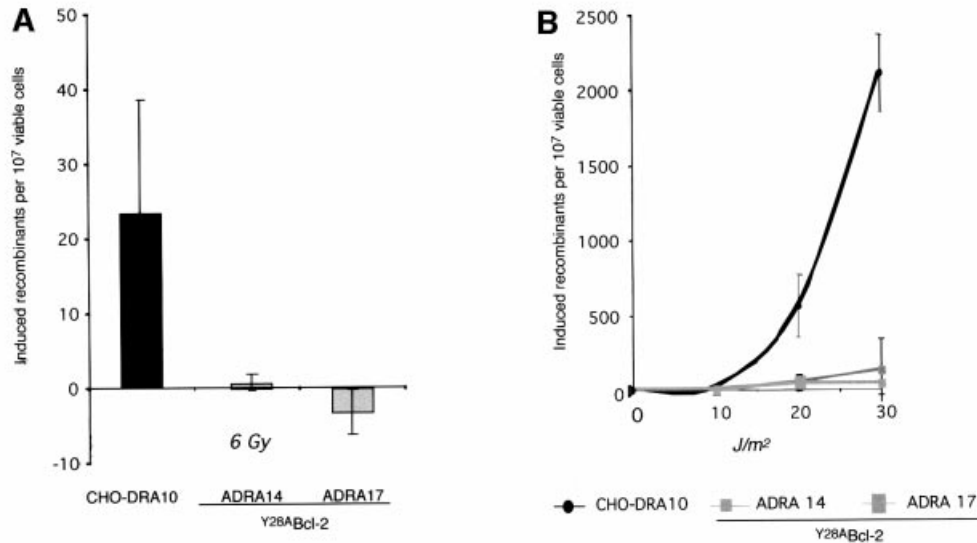 A
Induced recombinants per 10⁷ viable cells
50
40
30
20
10
0
-10
6 Gy
CHO-DRA10
ADRA14
ADRA17
Y28ABcl-2
B
Induced recombinants per 10⁷ viable cells
2500
2000
1500
1000
500
0
0
10
20
30
J/m²
CHO-DRA10
ADRA 14
ADRA 17
Y28ABcl-2